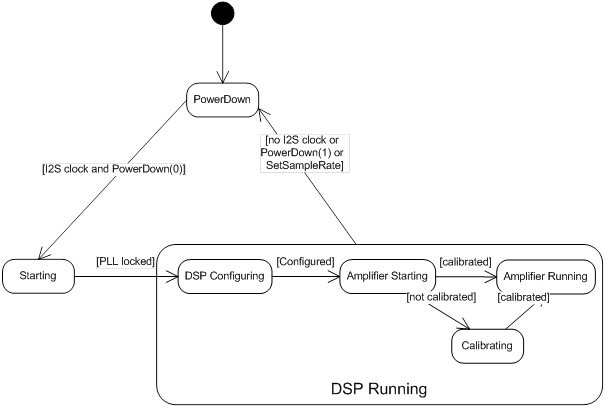 PowerDown
[no I2S clock or
PowerDown(1) or
SetSampleRate]
[I2S clock and PowerDown(0)]
Starting
[PLL locked]
DSP Configuring
[Configured]
Amplifier Starting
[calibrated]
Amplifier Running
[not calibrated]
[calibrated]
Calibrating
DSP Running